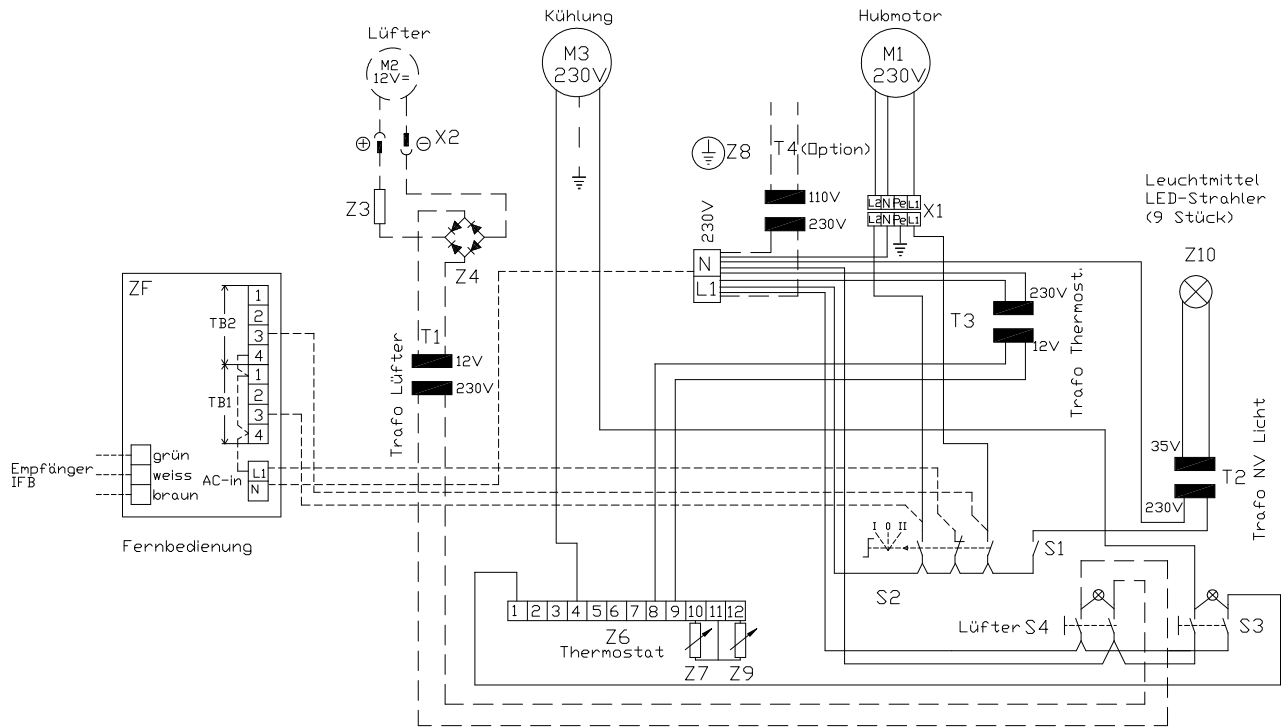 Kühlung
Hubmotor
Lüfter
M2
12V=
M3
230V
M1
230V
X2
Z8
T4(Option)
Leuchtmittel
LED-Strahler
(9 Stück)
Z3
110V
230V
L2 N Pe L1
L2 N Pe L1
X1
230V
Z4
N
L1
Z10
ZF
TB2
1
2
3
4
TB1
1
2
3
4
T1
12V
230V
Trafo Lüfter
T3
230V
12V
Trafo Thermost.
35V
230V
T2
Trafo NV Licht
Empfänger
IFB
grün
weiss
braun
AC-in
L1
N
Fernbedienung
I 0 II
S2
S1
1 2 3 4 5 6 7 8 9 10 11 12
Z6
Thermostat
Z7
Z9
Lüfter S4
S3